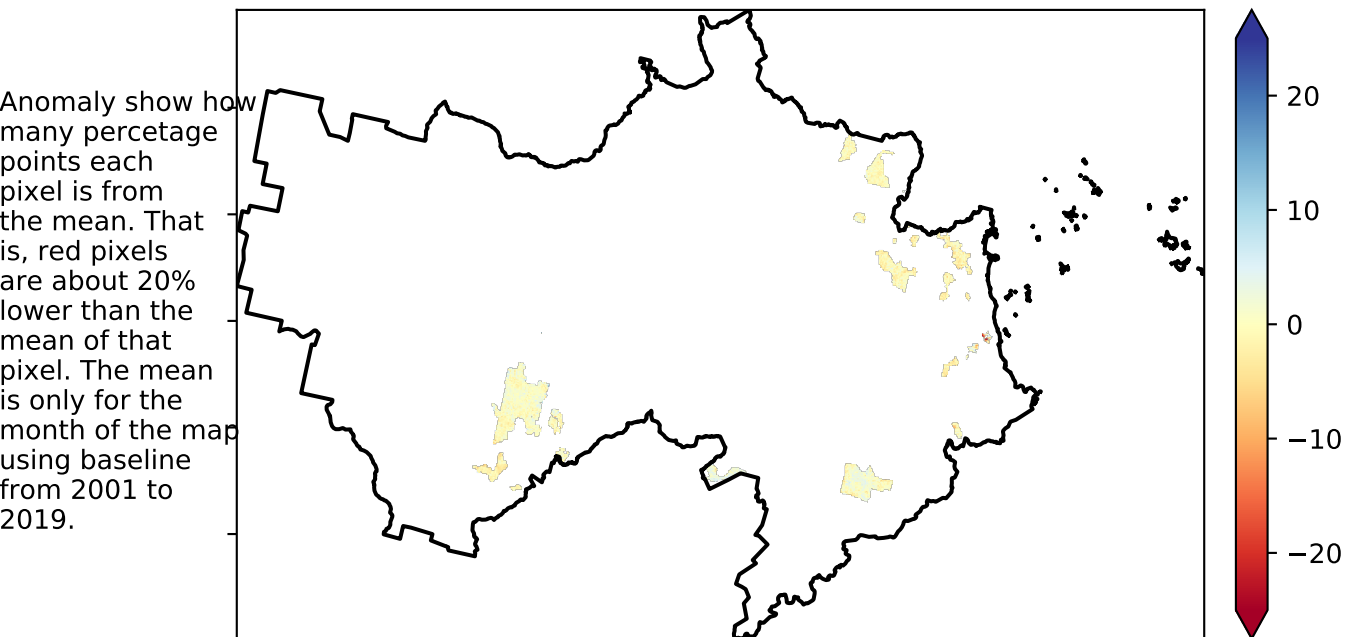 Anomaly show how
many percetage
points each
pixel is from
the mean. That
is, red pixels
are about 20%
lower than the
mean of that
pixel. The mean
is only for the
month of the map
using baseline
from 2001 to
2019.
20
10
0
−10
−20